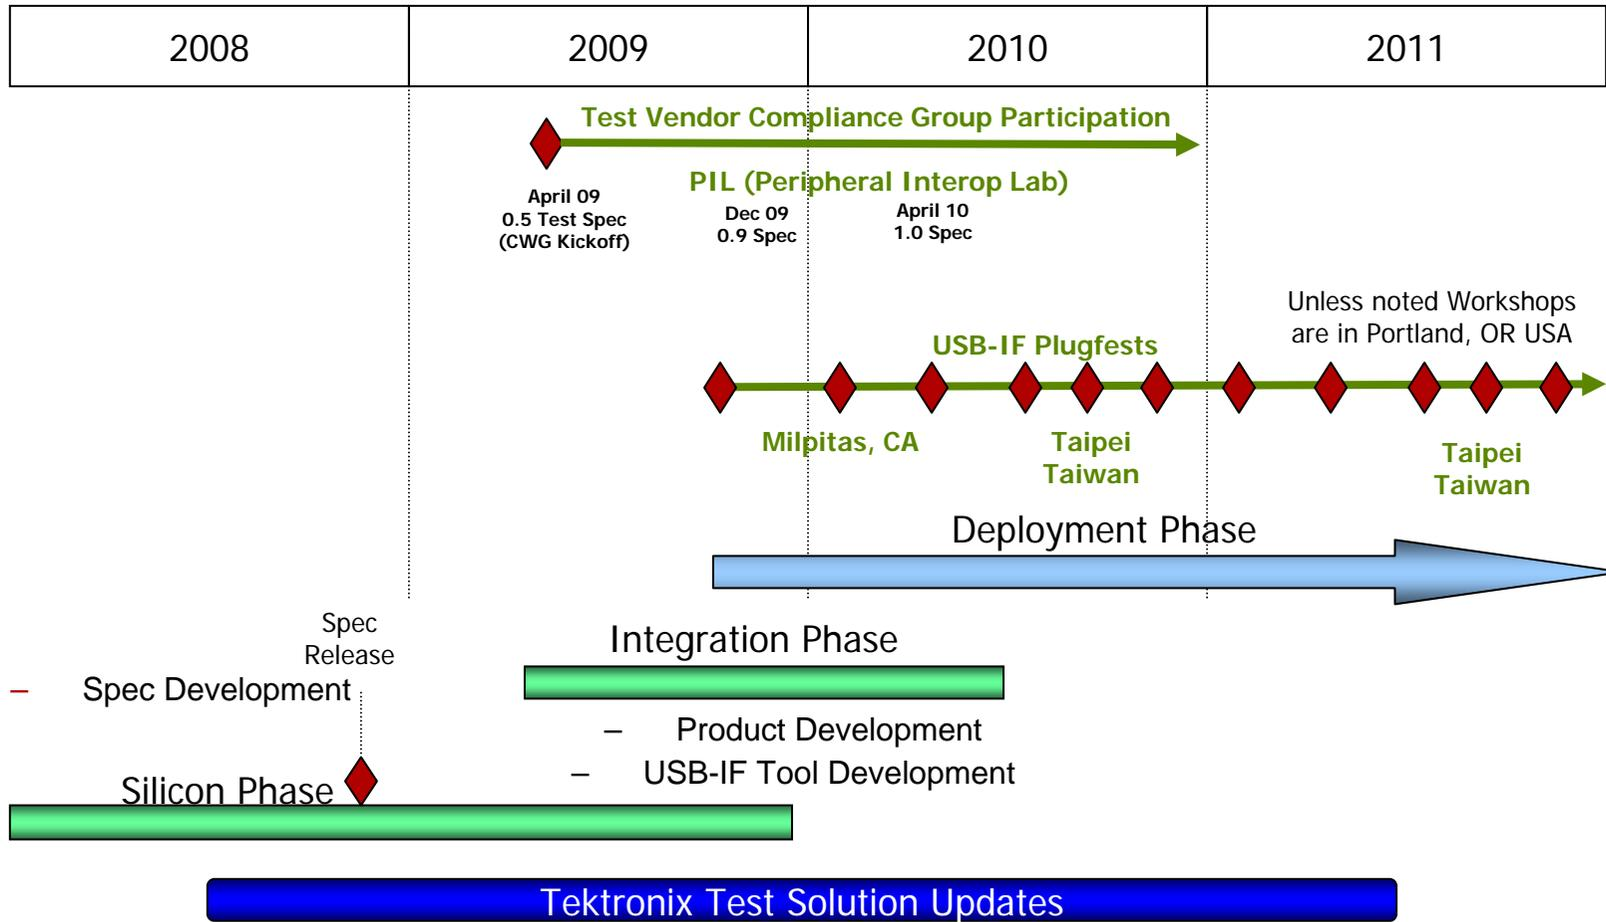 2008
2009
2010
2011
Test Vendor Compliance Group Participation
PIL (Peripheral Interop Lab)
April 09
0.5 Test Spec
(CWG Kickoff)
Dec 09
0.9 Spec
April 10
1.0 Spec
Unless noted Workshops
are in Portland, OR USA
USB-IF Plugfests
Milpitas, CA
Taipei
Taiwan
Taipei
Taiwan
Deployment Phase
Spec
Release
Integration Phase
– Spec Development
– Product Development
– USB-IF Tool Development
Silicon Phase
Tektronix Test Solution Updates